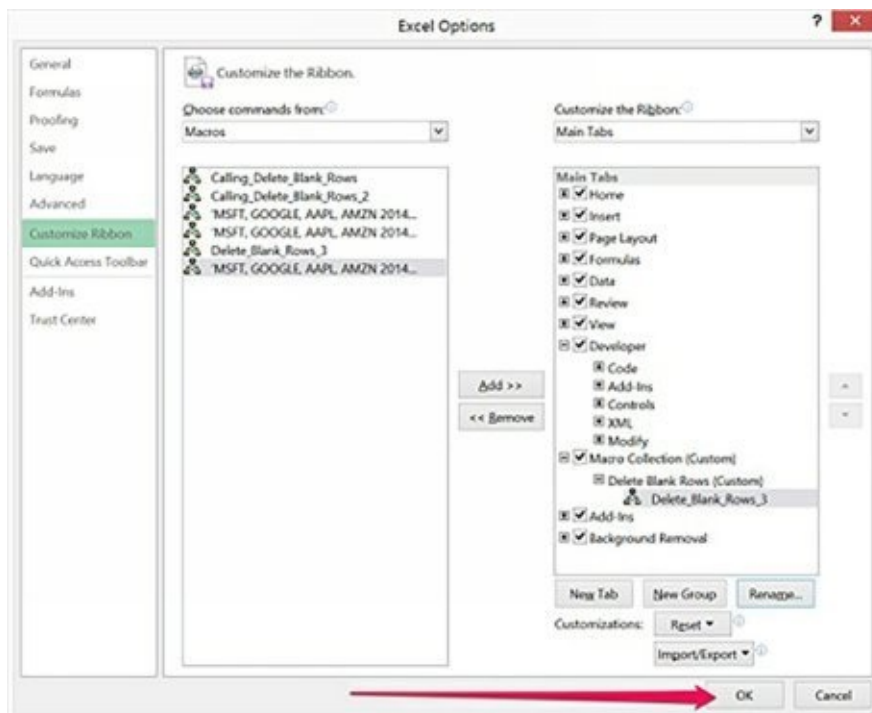 Excel Options
?
General
Formulas
Proofing
Save
Language
Advanced
Customize Ribbon
Quick Access Toolbar
Add-Ins
Trust Center
Customize the Ribbon.
Choose commands from:
Macros
Calling_Delete_Blank_Rows
Calling_Delete_Blank_Rows_2
'MSFT, GOOGLE, AAPL, AMZN 2014...
'MSFT, GOOGLE, AAPL, AMZN 2014...
Delete_Blank_Rows_3
'MSFT, GOOGLE, AAPL, AMZN 2014...
Add >>
<< Remove
Customize the Ribbon:
Main Tabs
Main Tabs
Home
Insert
Page Layout
Formulas
Data
Review
View
Developer
Code
Add-Ins
Controls
XML
Modify
Macro Collection (Custom)
Delete Blank Rows (Custom)
Delete_Blank_Rows_3
Add-Ins
Background Removal
New Tab New Group Rename...
Customizations: Reset
Import/Export
OK Cancel